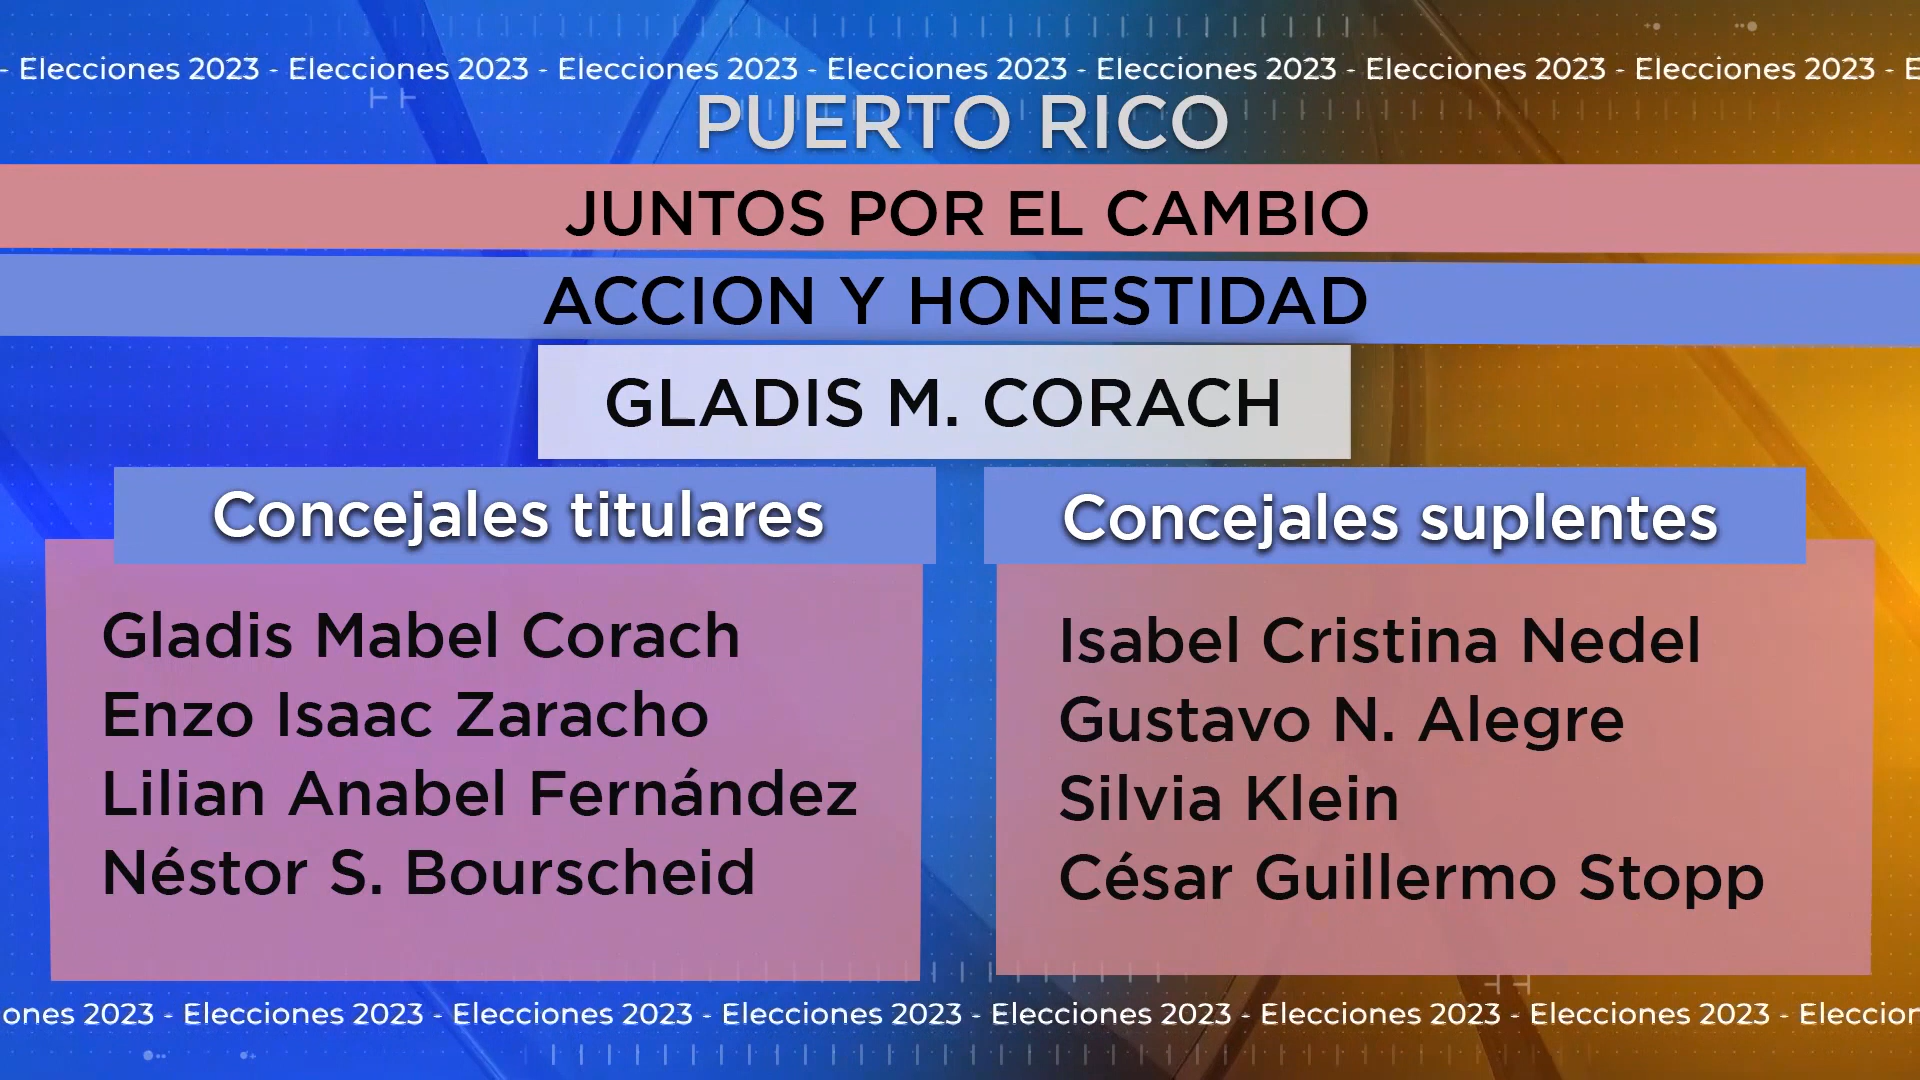 - Elecciones 2023 - Elecciones 2023 - Elecciones 2023 - Elecciones 2023 - Elecciones 2023 - Elecciones 2023 - Elecciones 2023 - E
PUERTO RICO
JUNTOS POR EL CAMBIO
ACCION Y HONESTIDAD
GLADIS M. CORACH
Concejales titulares
Gladis Mabel Corach
Enzo Isaac Zaracho
Lilian Anabel Fernández
Néstor S. Bourscheid
Concejales suplentes
Isabel Cristina Nedel
Gustavo N. Alegre
Silvia Klein
César Guillermo Stopp
ones 2023 - Elecciones 2023 - Elecciones 2023 - Elecciones 2023 - Elecciones 2023 - Elecciones 2023 - Elecciones 2023 - Eleccior